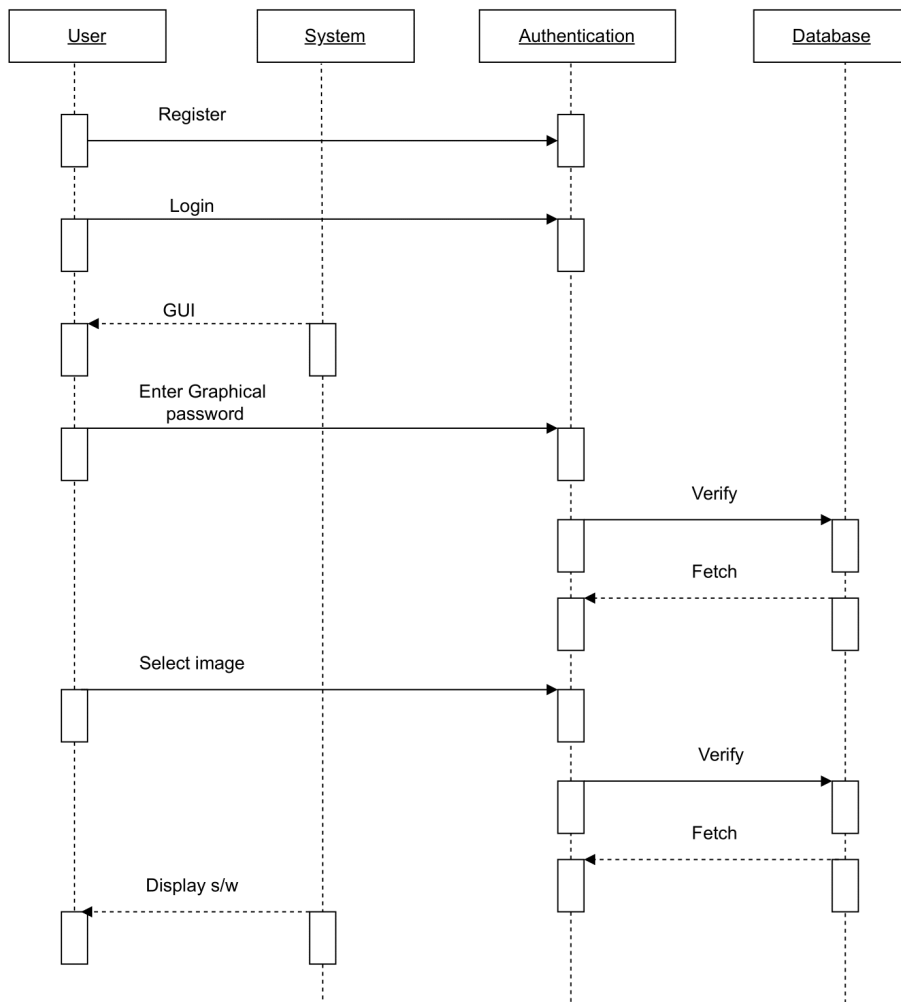 User
System
Authentication
Database
Register
Login
GUI
Enter Graphical
password
Verify
Fetch
Select image
Verify
Fetch
Display s/w